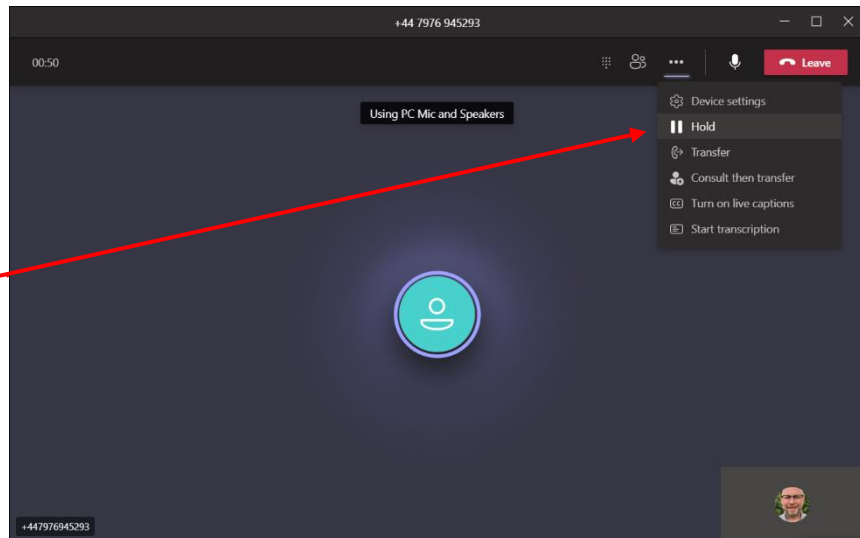 +44 7976 945293
00:50
Leave
Using PC Mic and Speakers
Device settings
Hold
Transfer
Consult then transfer
CC Turn on live captions
Start transcription
+447976945293